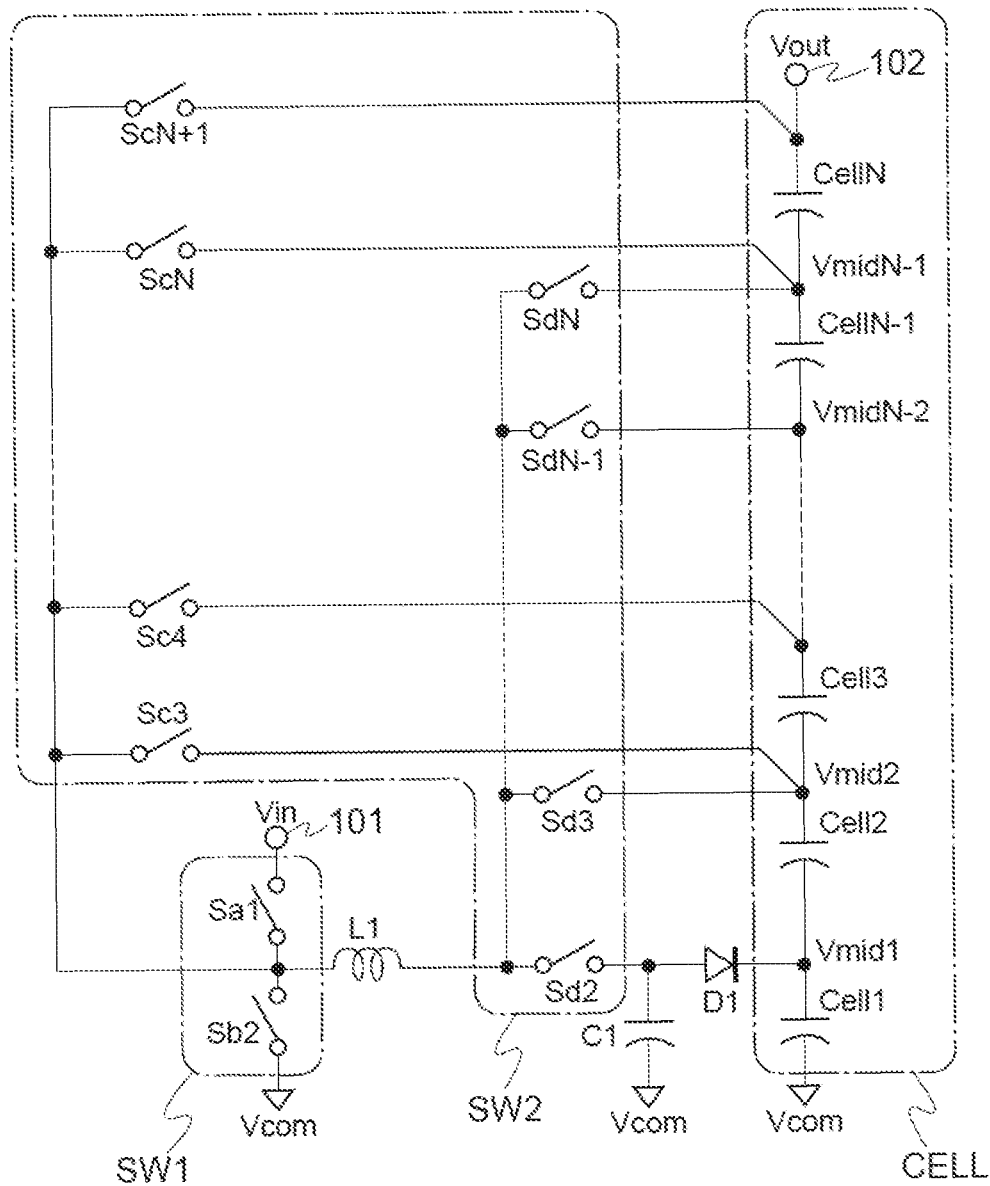 Vout
102
ScN+1
CellN
ScN
VmidN-1
SdN
CellN-1
VmidN-2
SdN-1
Sc4
Cell3
Sc3
Vmid2
Vin
101
Sd3
Cell2
Sa1
L1
Vmid1
Sd2
D1
Cell1
Sb2
C1
Vcom
SW2
Vcom
Vcom
SW1
CELL